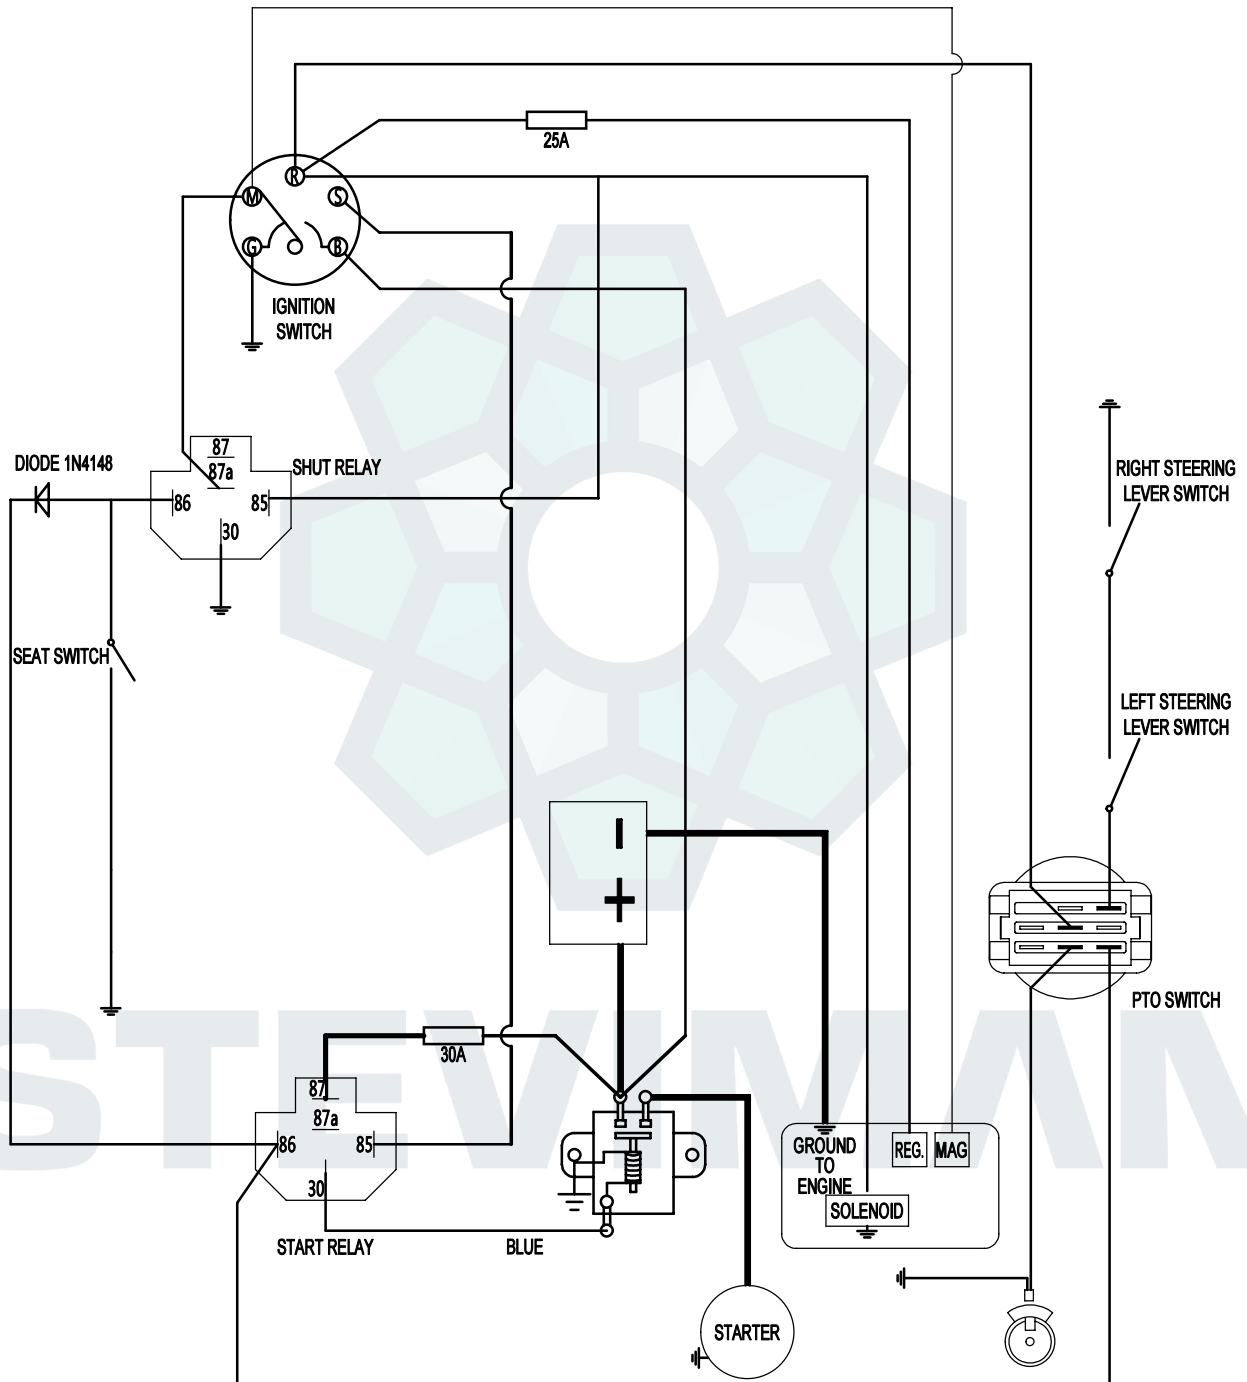 25A
R
M
S
G
B
IGNITION
SWITCH
DIODE 1N4148
87
87a
86
85
30
SHUT RELAY
RIGHT STEERING
LEVER SWITCH
SEAT SWITCH
LEFT STEERING
LEVER SWITCH
PTO SWITCH
30A
87
87a
86
85
30
START RELAY
BLUE
GROUND
TO
ENGINE
REG.
MAG
SOLENOID
STARTER
STEVIMAN